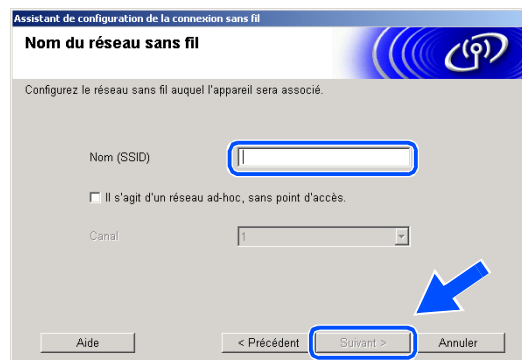 Assistant de configuration de la connexion sans fil
Nom du réseau sans fil
Configurez le réseau sans fil auquel l'appareil sera associé.
Nom (SSID)
Il s'agit d'un réseau ad-hoc, sans point d'accès.
Canal 1
Aide < Précédent Suivant > Annuler